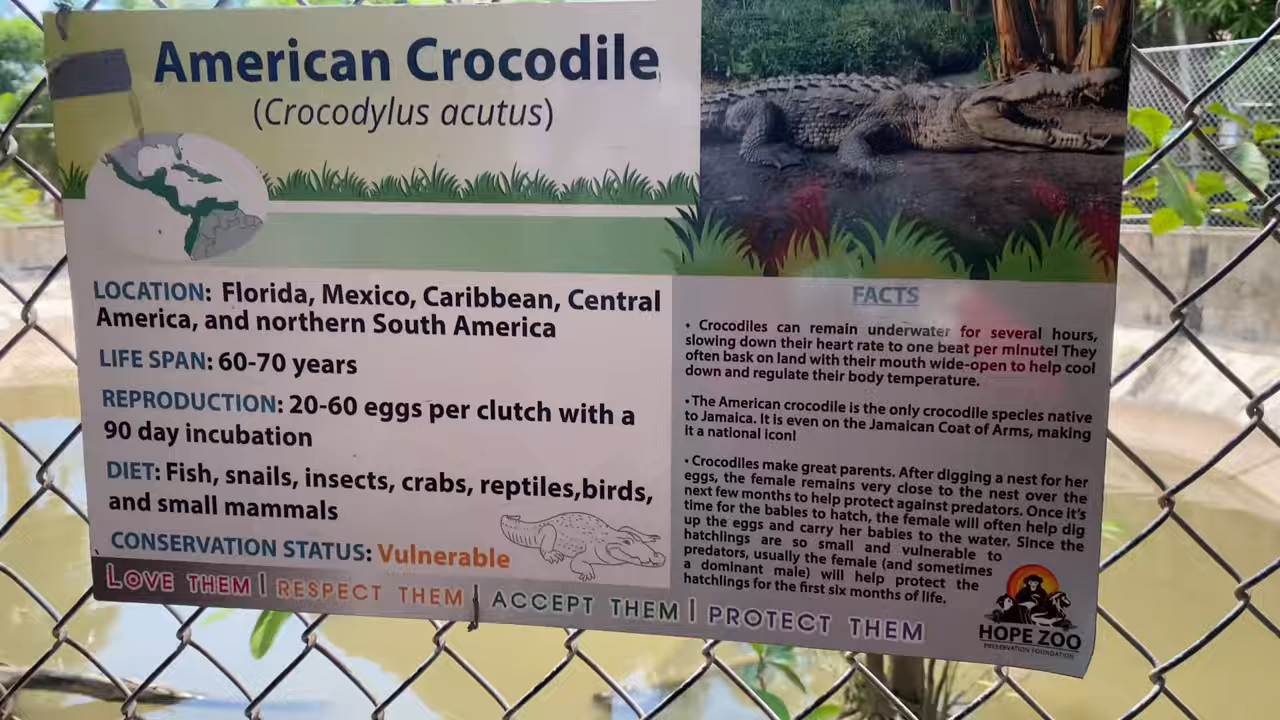 American Crocodile
(Crocodylus acutus)
LOCATION: Florida, Mexico, Caribbean, Central
America, and northern South America
LIFE SPAN: 60-70 years
REPRODUCTION: 20-60 eggs per clutch with a
90 day incubation
DIET: Fish, snails, insects, crabs, reptiles,birds,
and small mammals
CONSERVATION STATUS: Vulnerable
FACTS
• Crocodiles can remain underwater for several hours,
slowing down their heart rate to one beat per minute! They
often bask on land with their mouth wide-open to help cool
down and regulate their body temperature.
• The American crocodile is the only crocodile species native
to Jamaica. It is even on the Jamaican Coat of Arms, making
it a national icon!
• Crocodiles make great parents. After digging a nest for her
eggs, the female remains very close to the nest over the
next few months to help protect against predators. Once it's
time for the babies to hatch, the female will often help dig
up the eggs and carry her babies to the water. Since the
hatchlings are so small and vulnerable to
predators, usually the female (and sometimes
a dominant male) will help protect the
hatchlings for the first six months of life.
LOVE THEM | RESPECT THEM | ACCEPT THEM | PROTECT THEM
HOPE ZOO
PRESERVATION FOUNDATION